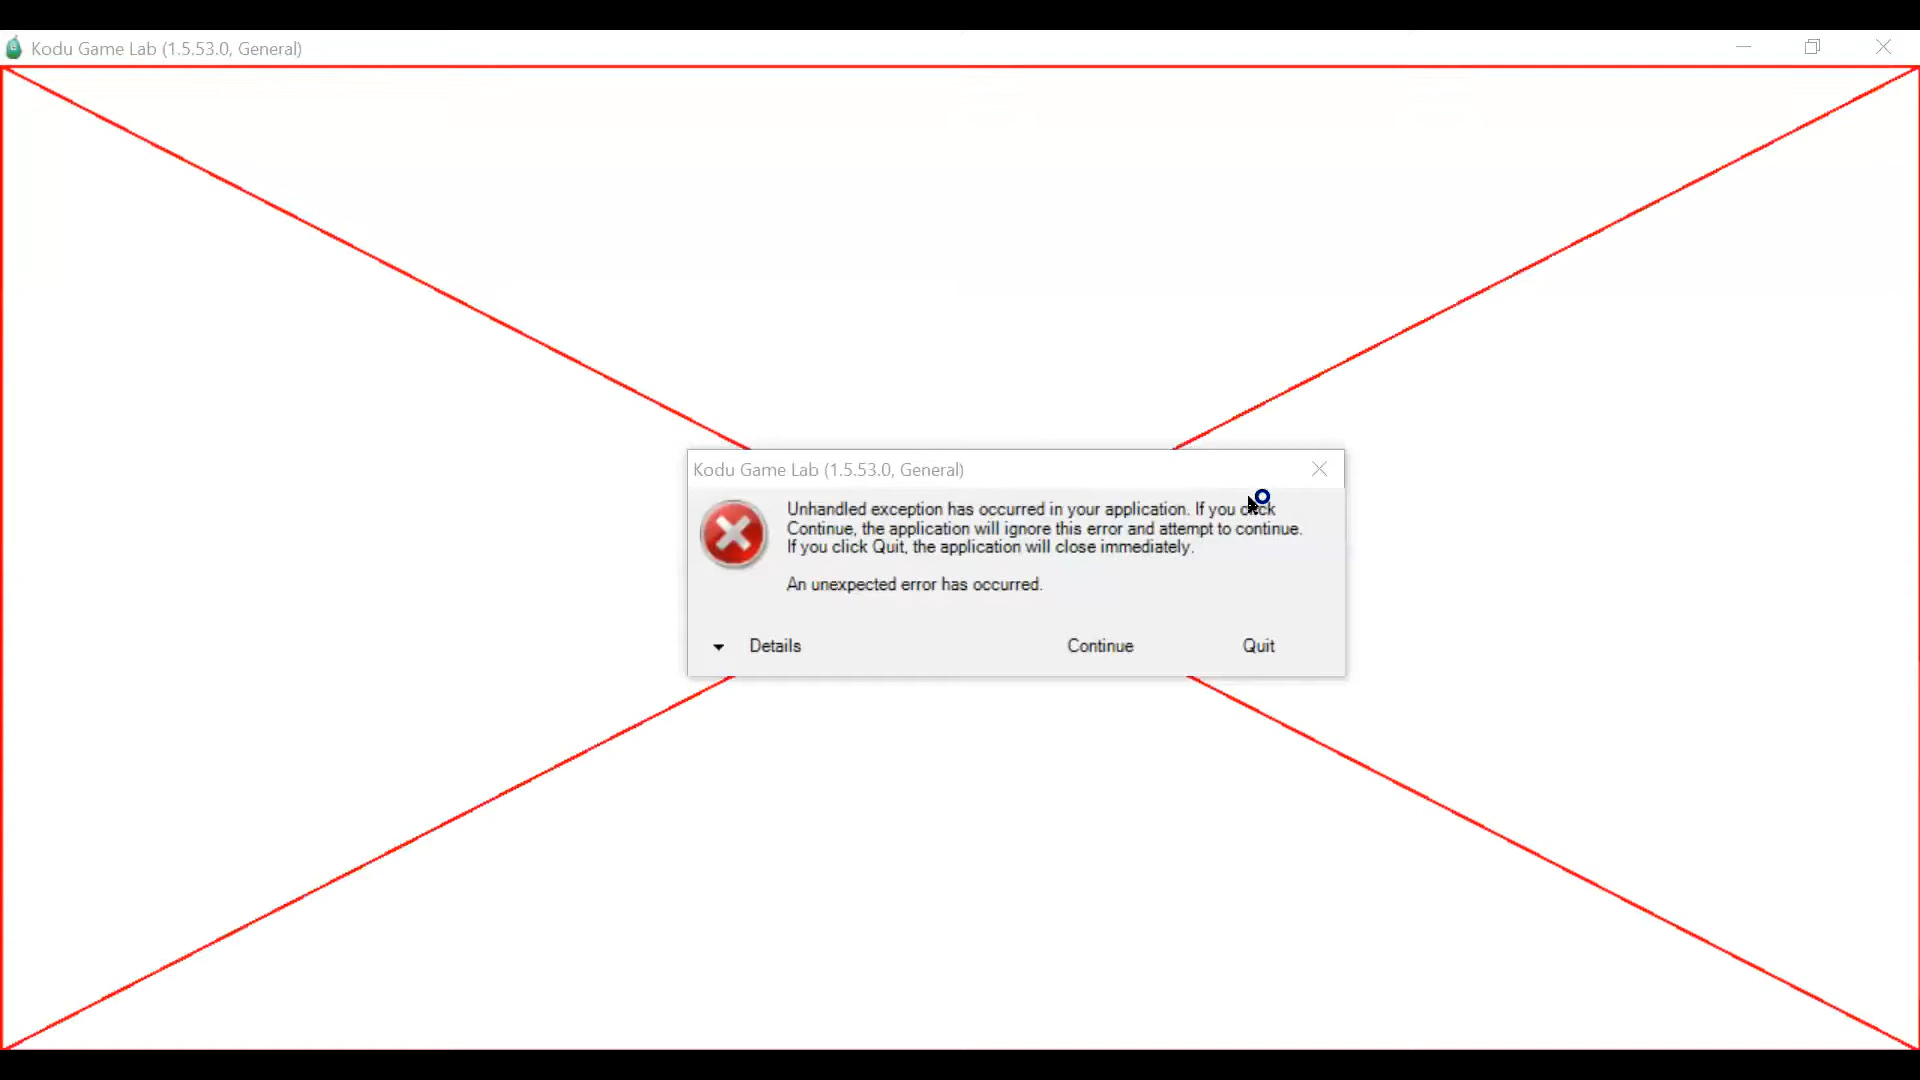 Kodu Game Lab (1.5.53.0, General)
Kodu Game Lab (1.5.53.0, General)
Unhandled exception has occurred in your application. If you click
Continue, the application will ignore this error and attempt to continue.
If you click Quit, the application will close immediately.
An unexpected error has occurred.
Details Continue Quit